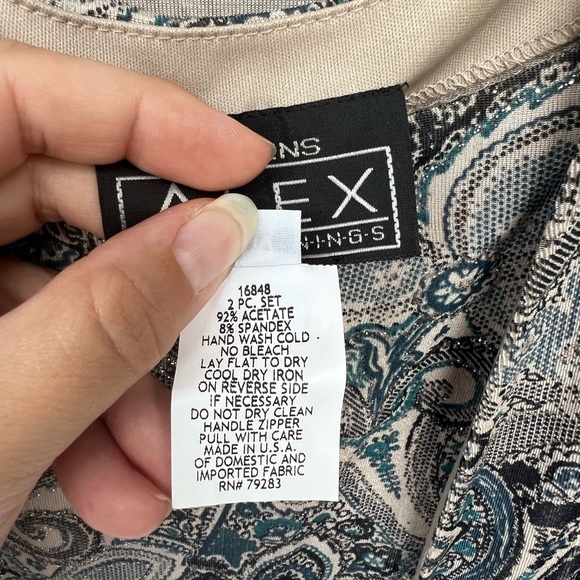 16848
2 PC. SET
92% ACETATE
8% SPANDEX
HAND WASH COLD
NO BLEACH
LAY FLAT TO DRY
COOL DRY IRON
ON REVERSE SIDE
IF NECESSARY
DO NOT DRY CLEAN
HANDLE ZIPPER
PULL WITH CARE
MADE IN U.S.A.
OF DOMESTIC AND
IMPORTED FABRIC
RN# 79283